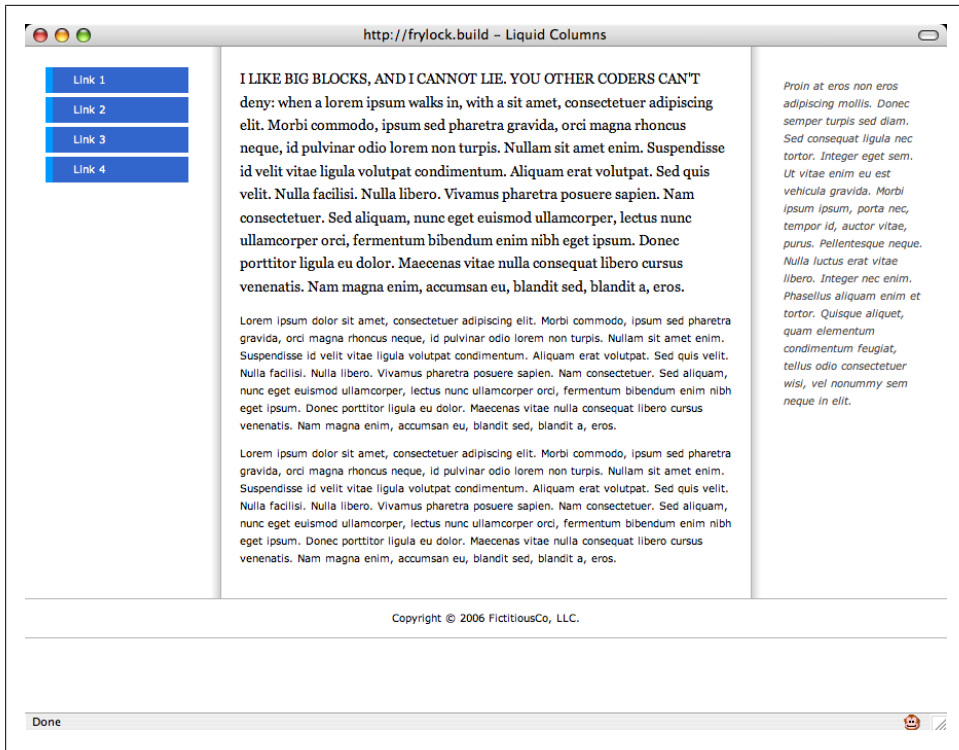 http://frylock.build – Liquid Columns
Link 1
Link 2
Link 3
Link 4
I LIKE BIG BLOCKS, AND I CANNOT LIE. YOU OTHER CODERS CAN'T
deny: when a lorem ipsum walks in, with a sit amet, consectetuer adipiscing
elit. Morbi commodo, ipsum sed pharetra gravida, orci magna rhoncus
neque, id pulvinar odio lorem non turpis. Nullam sit amet enim. Suspendisse
id velit vitae ligula volutpat condimentum. Aliquam erat volutpat. Sed quis
velit. Nulla facilisi. Nulla libero. Vivamus pharetra posuere sapien. Nam
consectetuer. Sed aliquam, nunc eget euismod ullamcorper, lectus nunc
ullamcorper orci, fermentum bibendum enim nibh eget ipsum. Donec
porttitor ligula eu dolor. Maecenas vitae nulla consequat libero cursus
venenatis. Nam magna enim, accumsan eu, blandit sed, blandit a, eros.
Lorem ipsum dolor sit amet, consectetuer adipiscing elit. Morbi commodo, ipsum sed pharetra
gravida, orci magna rhoncus neque, id pulvinar odio lorem non turpis. Nullam sit amet enim.
Suspendisse id velit vitae ligula volutpat condimentum. Aliquam erat volutpat. Sed quis velit.
Nulla facilisi. Nulla libero. Vivamus pharetra posuere sapien. Nam consectetuer. Sed aliquam,
nunc eget euismod ullamcorper, lectus nunc ullamcorper orci, fermentum bibendum enim nibh
eget ipsum. Donec porttitor ligula eu dolor. Maecenas vitae nulla consequat libero cursus
venenatis. Nam magna enim, accumsan eu, blandit sed, blandit a, eros.
Lorem ipsum dolor sit amet, consectetuer adipiscing elit. Morbi commodo, ipsum sed pharetra
gravida, orci magna rhoncus neque, id pulvinar odio lorem non turpis. Nullam sit amet enim.
Suspendisse id velit vitae ligula volutpat condimentum. Aliquam erat volutpat. Sed quis velit.
Nulla facilisi. Nulla libero. Vivamus pharetra posuere sapien. Nam consectetuer. Sed aliquam,
nunc eget euismod ullamcorper, lectus nunc ullamcorper orci, fermentum bibendum enim nibh
eget ipsum. Donec porttitor ligula eu dolor. Maecenas vitae nulla consequat libero cursus
venenatis. Nam magna enim, accumsan eu, blandit sed, blandit a, eros.
Proin at eros non eros
adipiscing mollis. Donec
semper turpis sed diam.
Sed consequat ligula nec
tortor. Integer eget sem.
Ut vitae enim eu est
vehicula gravida. Morbi
ipsum ipsum, porta nec,
tempor id, auctor vitae,
purus. Pellentesque neque.
Nulla luctus erat vitae
libero. Integer nec enim.
Phasellus aliquam enim et
tortor. Quisque aliquet,
quam elementum
condimentum feugiat,
tellus odio consectetuer
wisi, vel nonummy sem
neque in elit.
Copyright © 2006 FictitiousCo, LLC.
Done